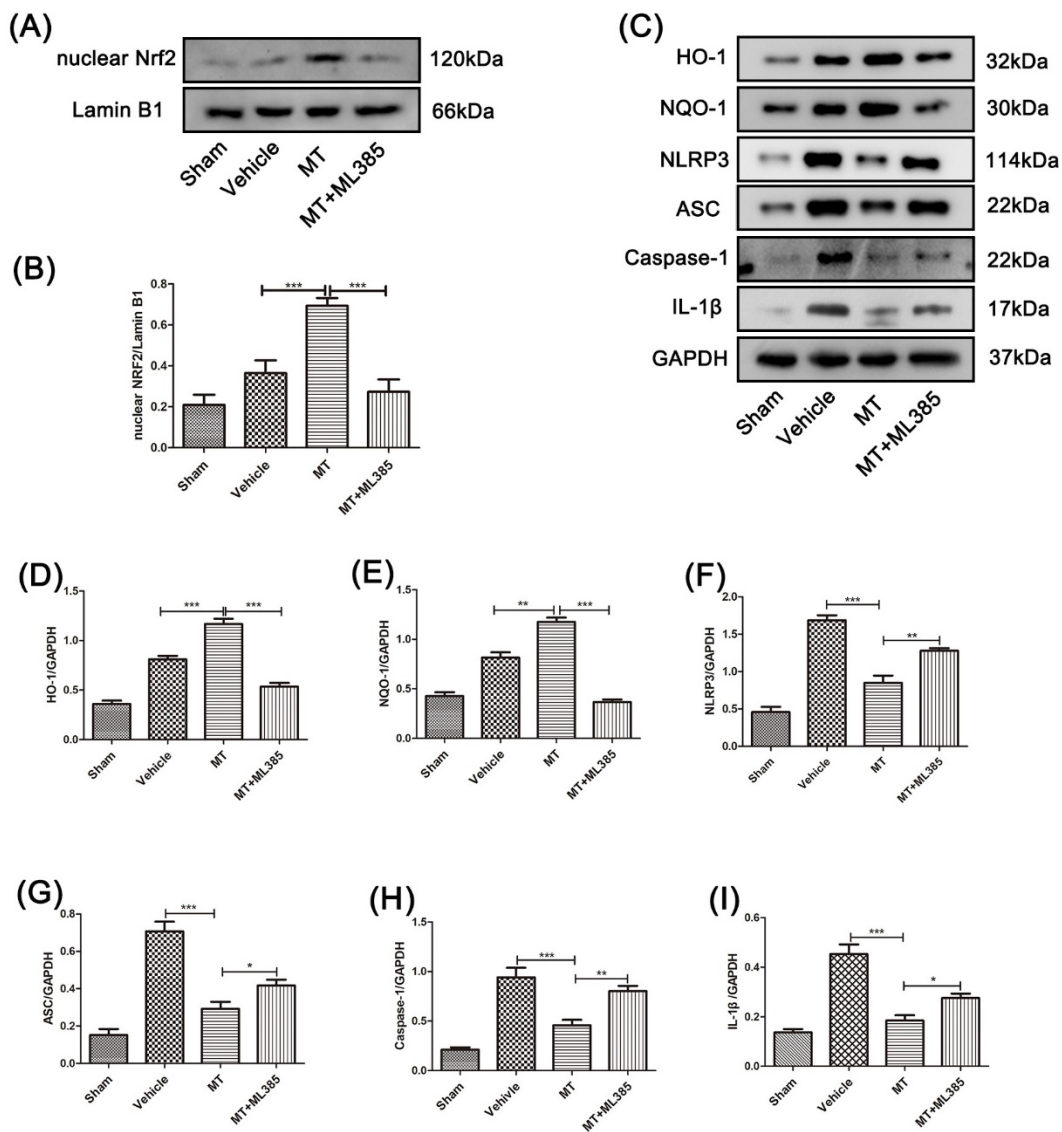 (A)
nuclear Nrf2 120kDa
Lamin B1 66kDa
Sham Vehicle MT MT+ML385
(B)
*** ***
nuclear NRF2/Lamin B1
0.8
0.6
0.4
0.2
0.0
Sham Vehicle MT MT+ML385
(C)
HO-1 32kDa
NQO-1 30kDa
NLRP3 114kDa
ASC 22kDa
Caspase-1 22kDa
IL-1β 17kDa
GAPDH 37kDa
Sham Vehicle MT MT+ML385
(D)
*** ***
HO-1/GAPDH
1.5
1.0
0.5
0.0
Sham Vehicle MT MT+ML385
(E)
** ***
NQO-1/GAPDH
1.5
1.0
0.5
0.0
Sham Vehicle MT MT+ML385
(F)
***
**
NLRP3/GAPDH
2.0
1.5
1.0
0.5
0.0
Sham Vehicle MT MT+ML385
(G)
***
*
ASC/GAPDH
0.8
0.6
0.4
0.2
0.0
Sham Vehicle MT MT+ML385
(H)
***
**
Caspase-1/GAPDH
1.5
1.0
0.5
0.0
Sham Vehivle MT MT+ML385
(I)
***
*
IL-1β /GAPDH
0.6
0.4
0.2
0.0
Sham Vehicle MT MT+ML385